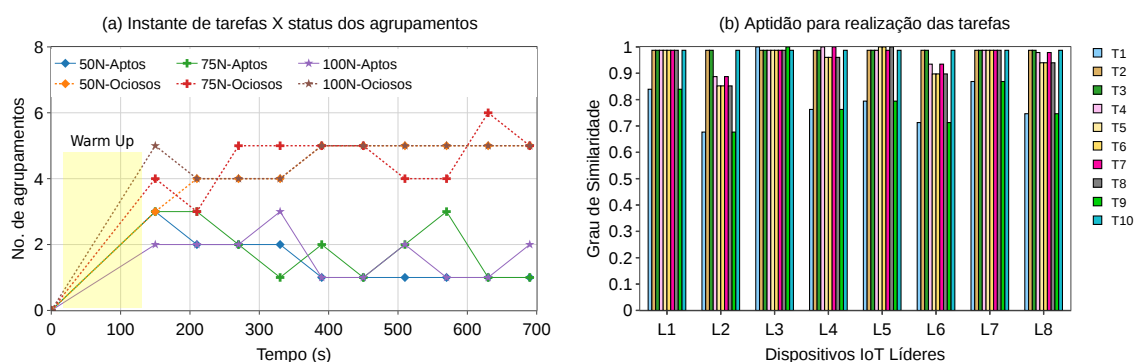 (a) Instante de tarefas X status dos agrupamentos
No. de agrupamentos
8
6
4
2
0
50N-Aptos
75N-Aptos
100N-Aptos
50N-Ociosos
75N-Ociosos
100N-Ociosos
Warm Up
0 100 200 300 400 500 600 700
Tempo (s)
(b) Aptidão para realização das tarefas
Grau de Similaridade
1
0.9
0.8
0.7
0.6
0.5
0.4
0.3
0.2
0.1
0
L1 L2 L3 L4 L5 L6 L7 L8
Dispositivos IoT Líderes
T1
T2
T3
T4
T5
T6
T7
T8
T9
T10